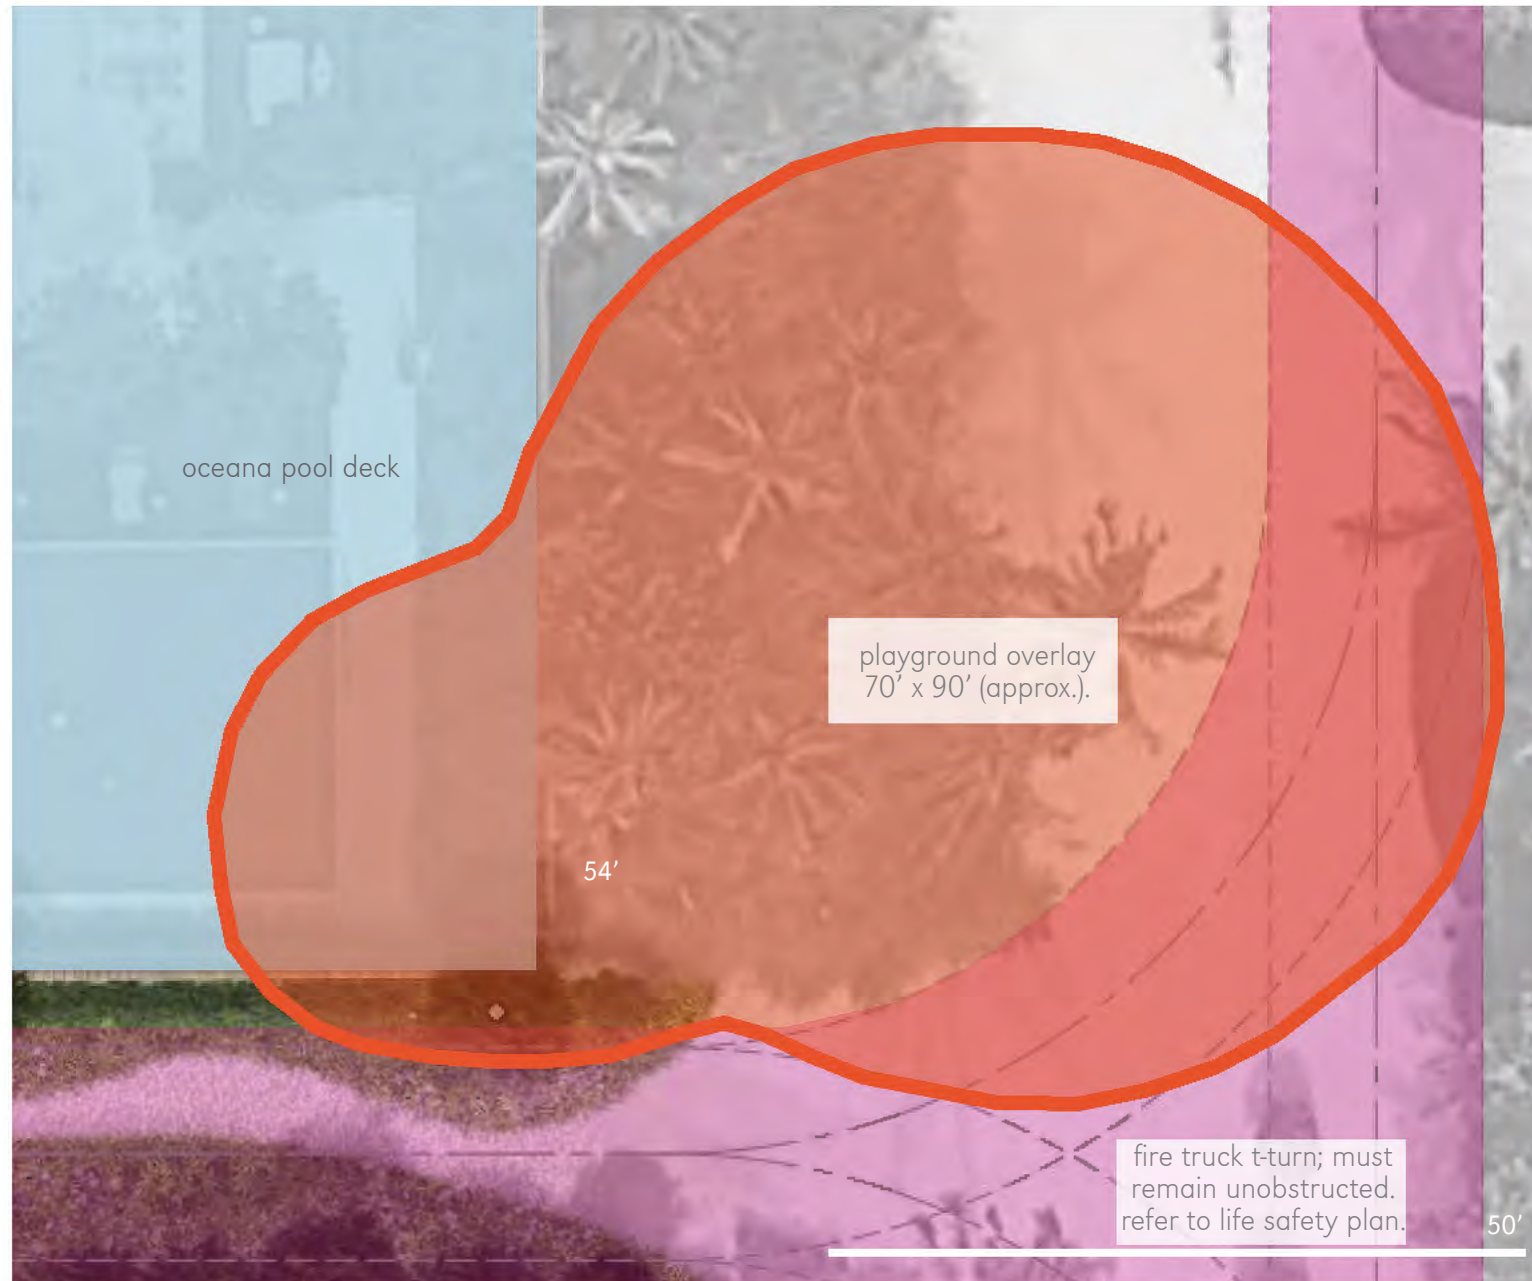 oceana pool deck
playground overlay
70’ x 90’ (approx.).
54’
fire truck t-turn; must
remain unobstructed.
refer to life safety plan.
50’